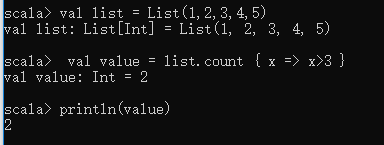 scala> val list = List(1,2,3,4,5)
val list: List[Int] = List(1, 2, 3, 4, 5)
scala>  val value = list.count { x => x>3 }
val value: Int = 2
scala> println(value)
2